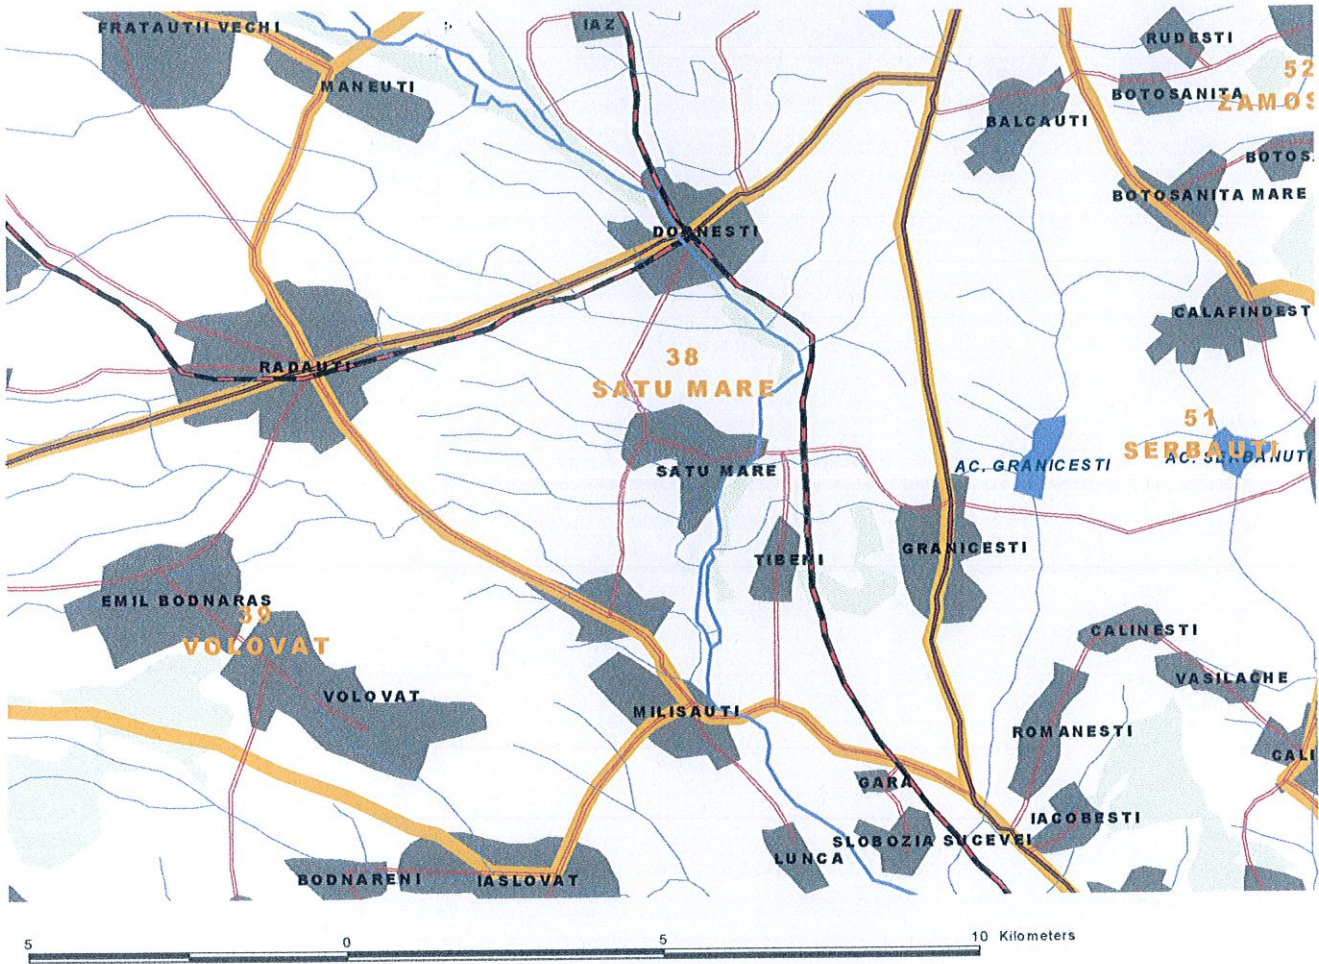 FRATAUTII VECHI
IAZ
RUDESTI
MANEUTI
52
BOTOSANITA
ZAMOS
BALCAUTI
BOTOS
BOTOSANITA MARE
DORNESTI
CALAFINDEST
RADAUTI
38
SATU MARE
51
SERBAUTI
AC. GRANICESTI
AC. SERBANUTI
SATU MARE
GRANICESTI
TIBENI
EMIL BODNARAS
39
VOLOVAT
CALINESTI
VASILACHE
VOLOVAT
MILISAUTI
ROMANESTI
CALI
GARA
IACOBESTI
SLOBOZIA SUCEVEI
LUNCA
BODNARENI
IASLOVAT
5 0 5 10 Kilometers